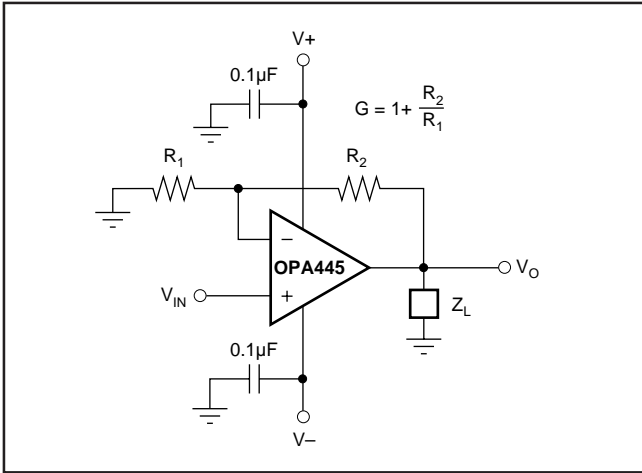 V+
0.1µF
G = 1+ R2
R1
R1
R2
−
OPA445
VIN
+
VO
ZL
0.1µF
V−